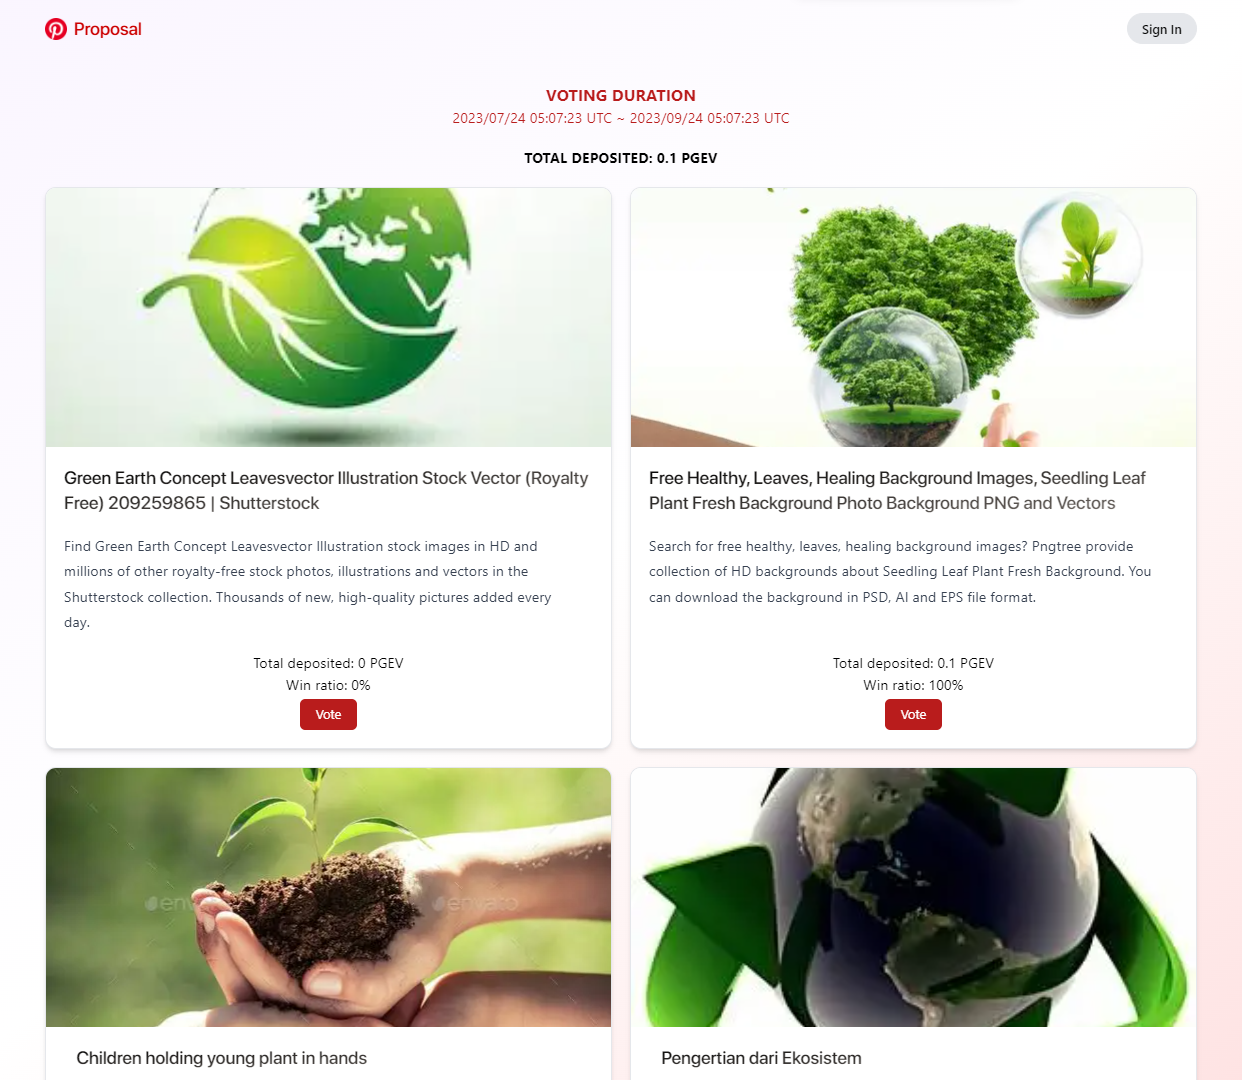 Proposal
Sign In
VOTING DURATION
2023/07/24 05:07:23 UTC ~ 2023/09/24 05:07:23 UTC
TOTAL DEPOSITED: 0.1 PGEV
Green Earth Concept Leavesvector Illustration Stock Vector (Royalty
Free) 209259865 | Shutterstock
Find Green Earth Concept Leavesvector Illustration stock images in HD and
millions of other royalty-free stock photos, illustrations and vectors in the
Shutterstock collection. Thousands of new, high-quality pictures added every
day.
Total deposited: 0 PGEV
Win ratio: 0%
Vote
Free Healthy, Leaves, Healing Background Images, Seedling Leaf
Plant Fresh Background Photo Background PNG and Vectors
Search for free healthy, leaves, healing background images? Pngtree provide
collection of HD backgrounds about Seedling Leaf Plant Fresh Background. You
can download the background in PSD, AI and EPS file format.
Total deposited: 0.1 PGEV
Win ratio: 100%
Vote
envato
Children holding young plant in hands
Pengertian dari Ekosistem